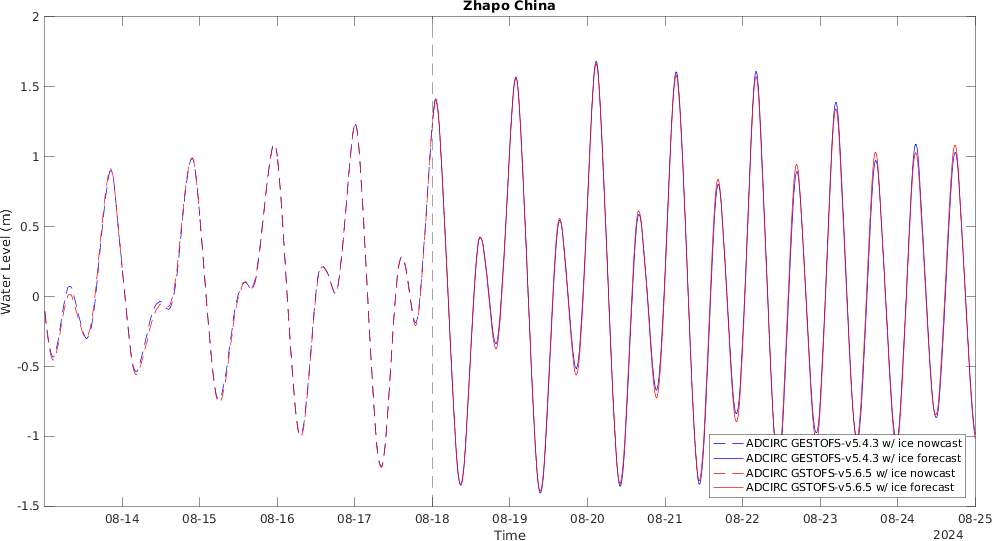 Zhapo China
2
1.5
1
0.5
0
-0.5
-1
-1.5
Water Level (m)
08-14 08-15 08-16 08-17 08-18 08-19 08-20 08-21 08-22 08-23 08-24 08-25
Time
2024
ADCIRC GESTOFS-v5.4.3 w/ ice nowcast
ADCIRC GESTOFS-v5.4.3 w/ ice forecast
ADCIRC GSTOFS-v5.6.5 w/ ice nowcast
ADCIRC GSTOFS-v5.6.5 w/ ice forecast